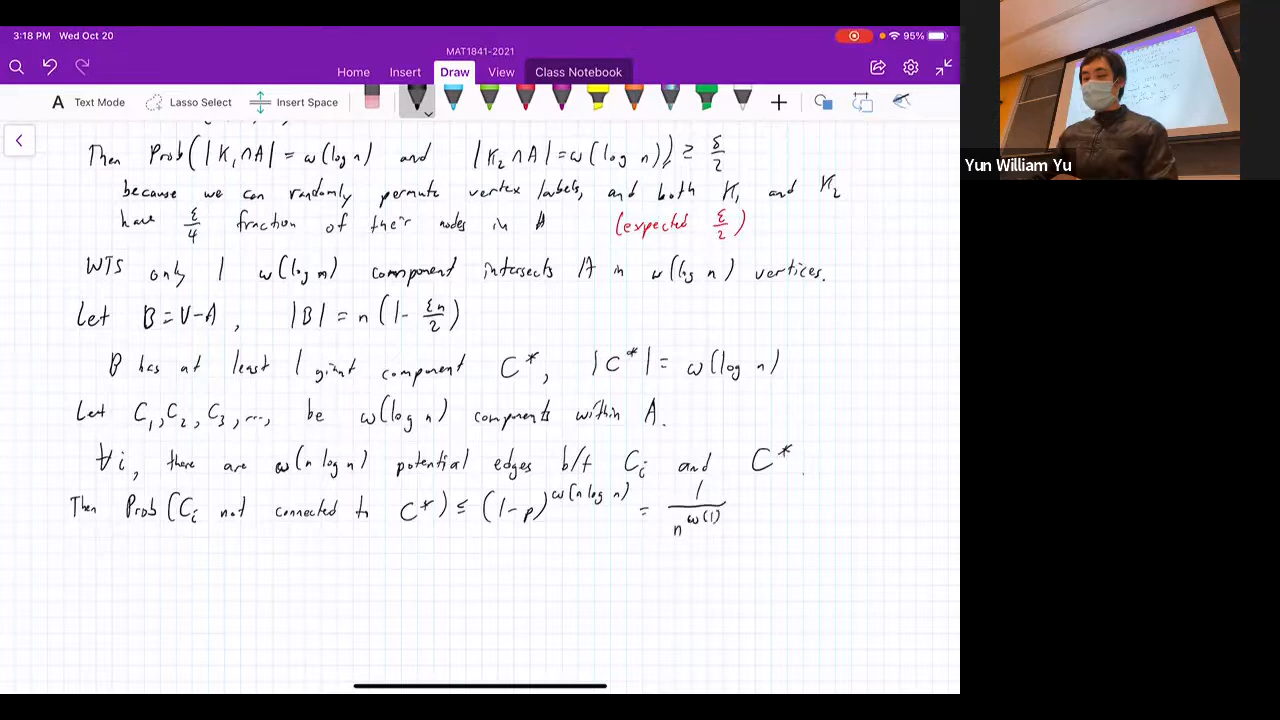 3:18 PM Wed Oct 20
95%
MAT1841-2021
Home Insert Draw View Class Notebook
A Text Mode Lasso Select Insert Space
Then Prob(|K₁∩A| = ω(log n) and |K₂∩A| = ω(log n)) ≥ δ/2
because we can randomly permute vertex labels, and both K₁ and K₂
have ε/4 fraction of their nodes in A (expected ε/2)
WTS only 1 ω(log n) component intersects A in ω(log n) vertices.
Let B = V-A, |B| = n(1 - εn/2)
B has at least 1 giant component C*, |C*| = ω(log n)
Let C₁, C₂, C₃, ..., be ω(log n) components within A.
∀i, there are ω(n log n) potential edges b/t Cᵢ and C*.
Then Prob(Cᵢ not connected to C*) ≤ (1-p)^ω(n log n) = 1/n^ω(1)
Yun William Yu